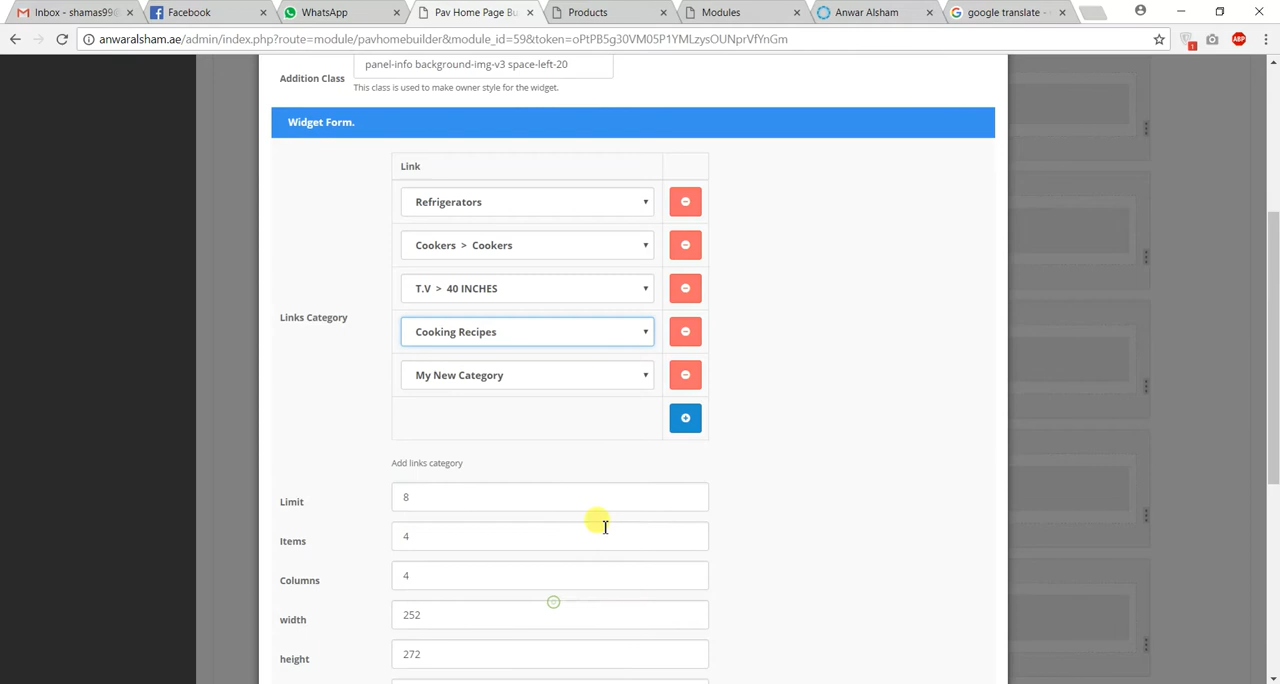 Inbox - shamas99@
Facebook
WhatsApp
Pav Home Page Bu
Products
Modules
Anwar Alsham
google translate -
anwaralsham.ae/admin/index.php?route=module/pavhomebuilder&module_id=59&token=oPtPB5g30VM05P1YMLzysOUNprVfYnGm
1
ABP
Addition Class
panel-info background-img-v3 space-left-20
This class is used to make owner style for the widget.
Widget Form.
Link
Refrigerators
Cookers > Cookers
T.V > 40 INCHES
Links Category
Cooking Recipes
My New Category
Add links category
Limit
8
Items
4
Columns
4
width
252
height
272